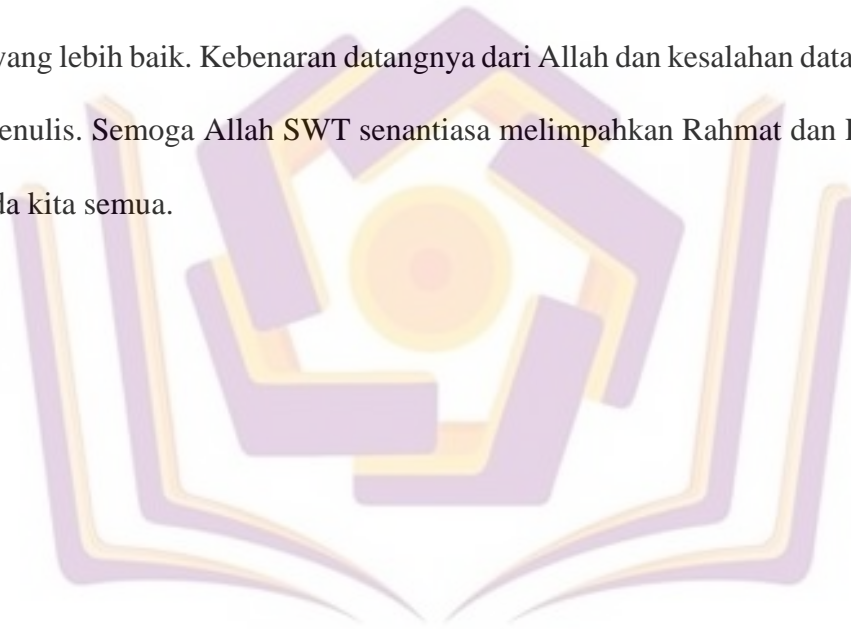 yang lebih baik. Kebenaran datangnya dari Allah dan kesalahan data
enulis. Semoga Allah SWT senantiasa melimpahkan Rahmat dan
da kita semua.